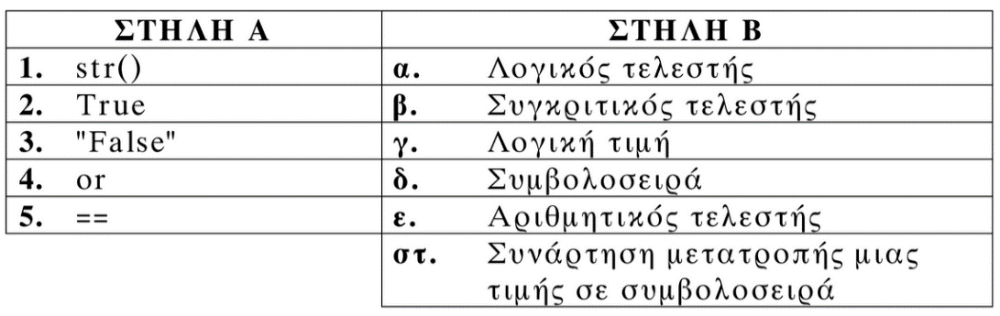 ΣΤΗΛΗ Α ΣΤΗΛΗ Β
1. str() α. Λογικός τελεστής
2. True β. Συγκριτικός τελεστής
3. "False" γ. Λογική τιμή
4. or δ. Συμβολοσειρά
5. == ε. Αριθμητικός τελεστής
στ. Συνάρτηση μετατροπής μιας
τιμής σε συμβολοσειρά